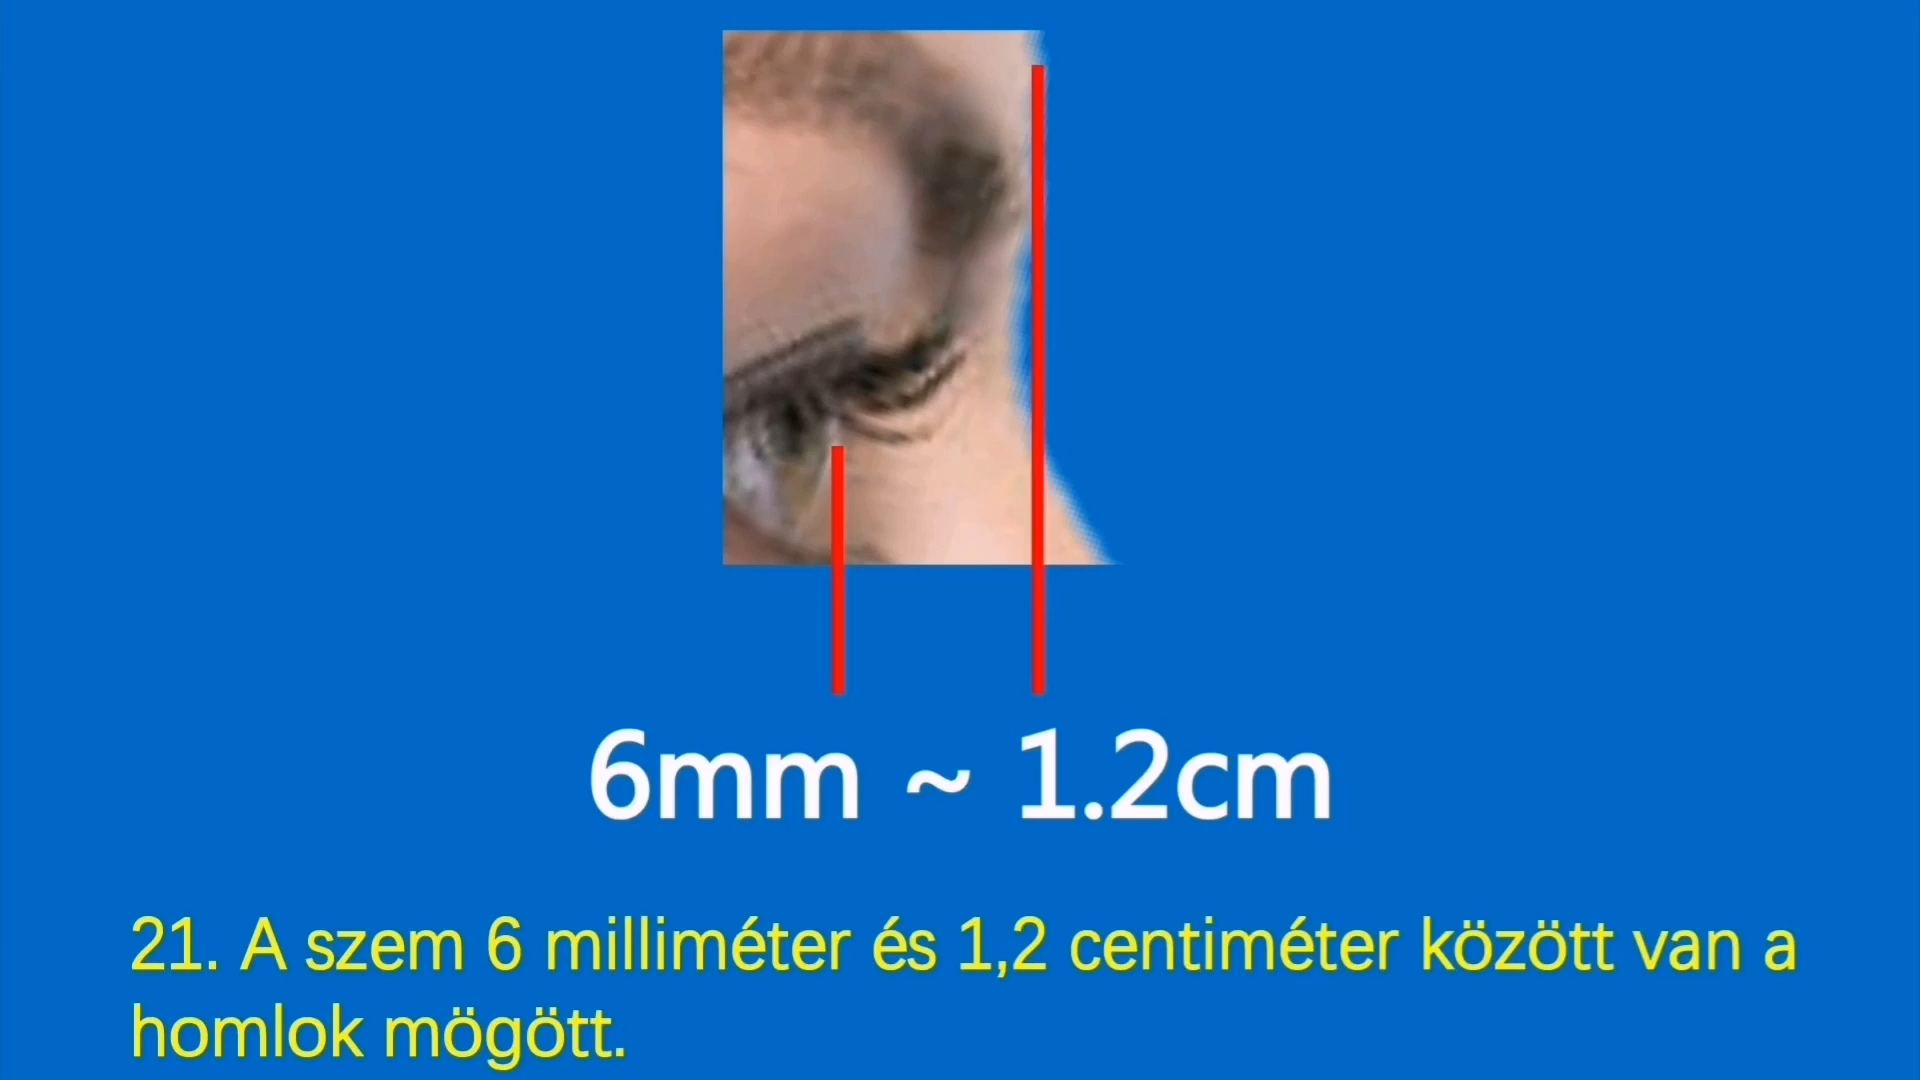 6mm ~ 1.2cm
21. A szem 6 milliméter és 1,2 centiméter között van a
homlok mögött.